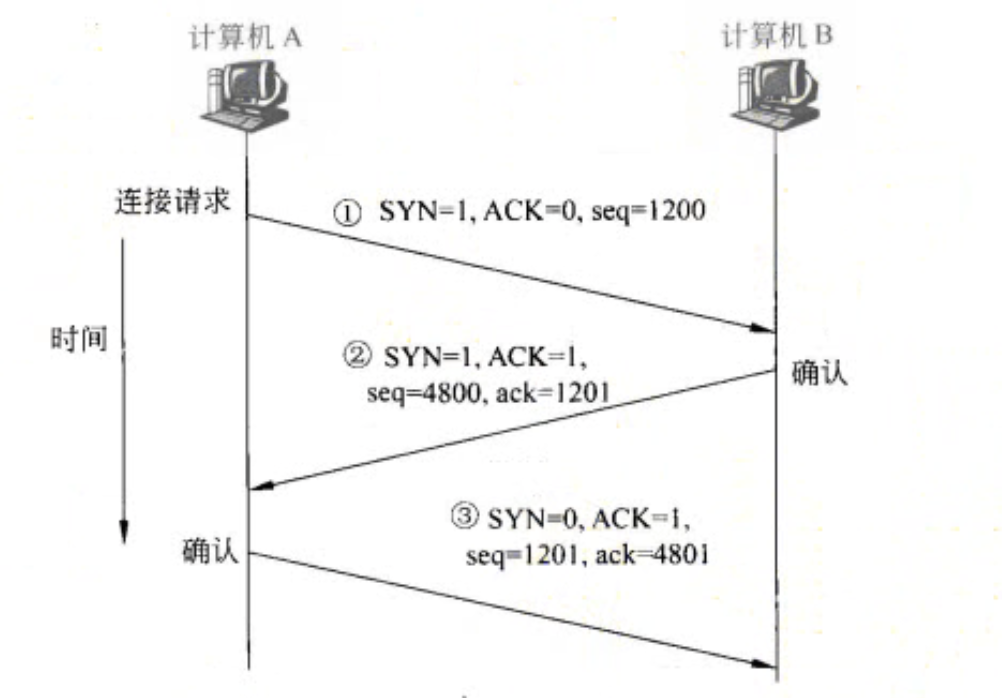 计算机 A
计算机 B
连接请求
① SYN=1, ACK=0, seq=1200
时间
② SYN=1, ACK=1,
seq=4800, ack=1201
确认
③ SYN=0, ACK=1,
seq=1201, ack=4801
确认